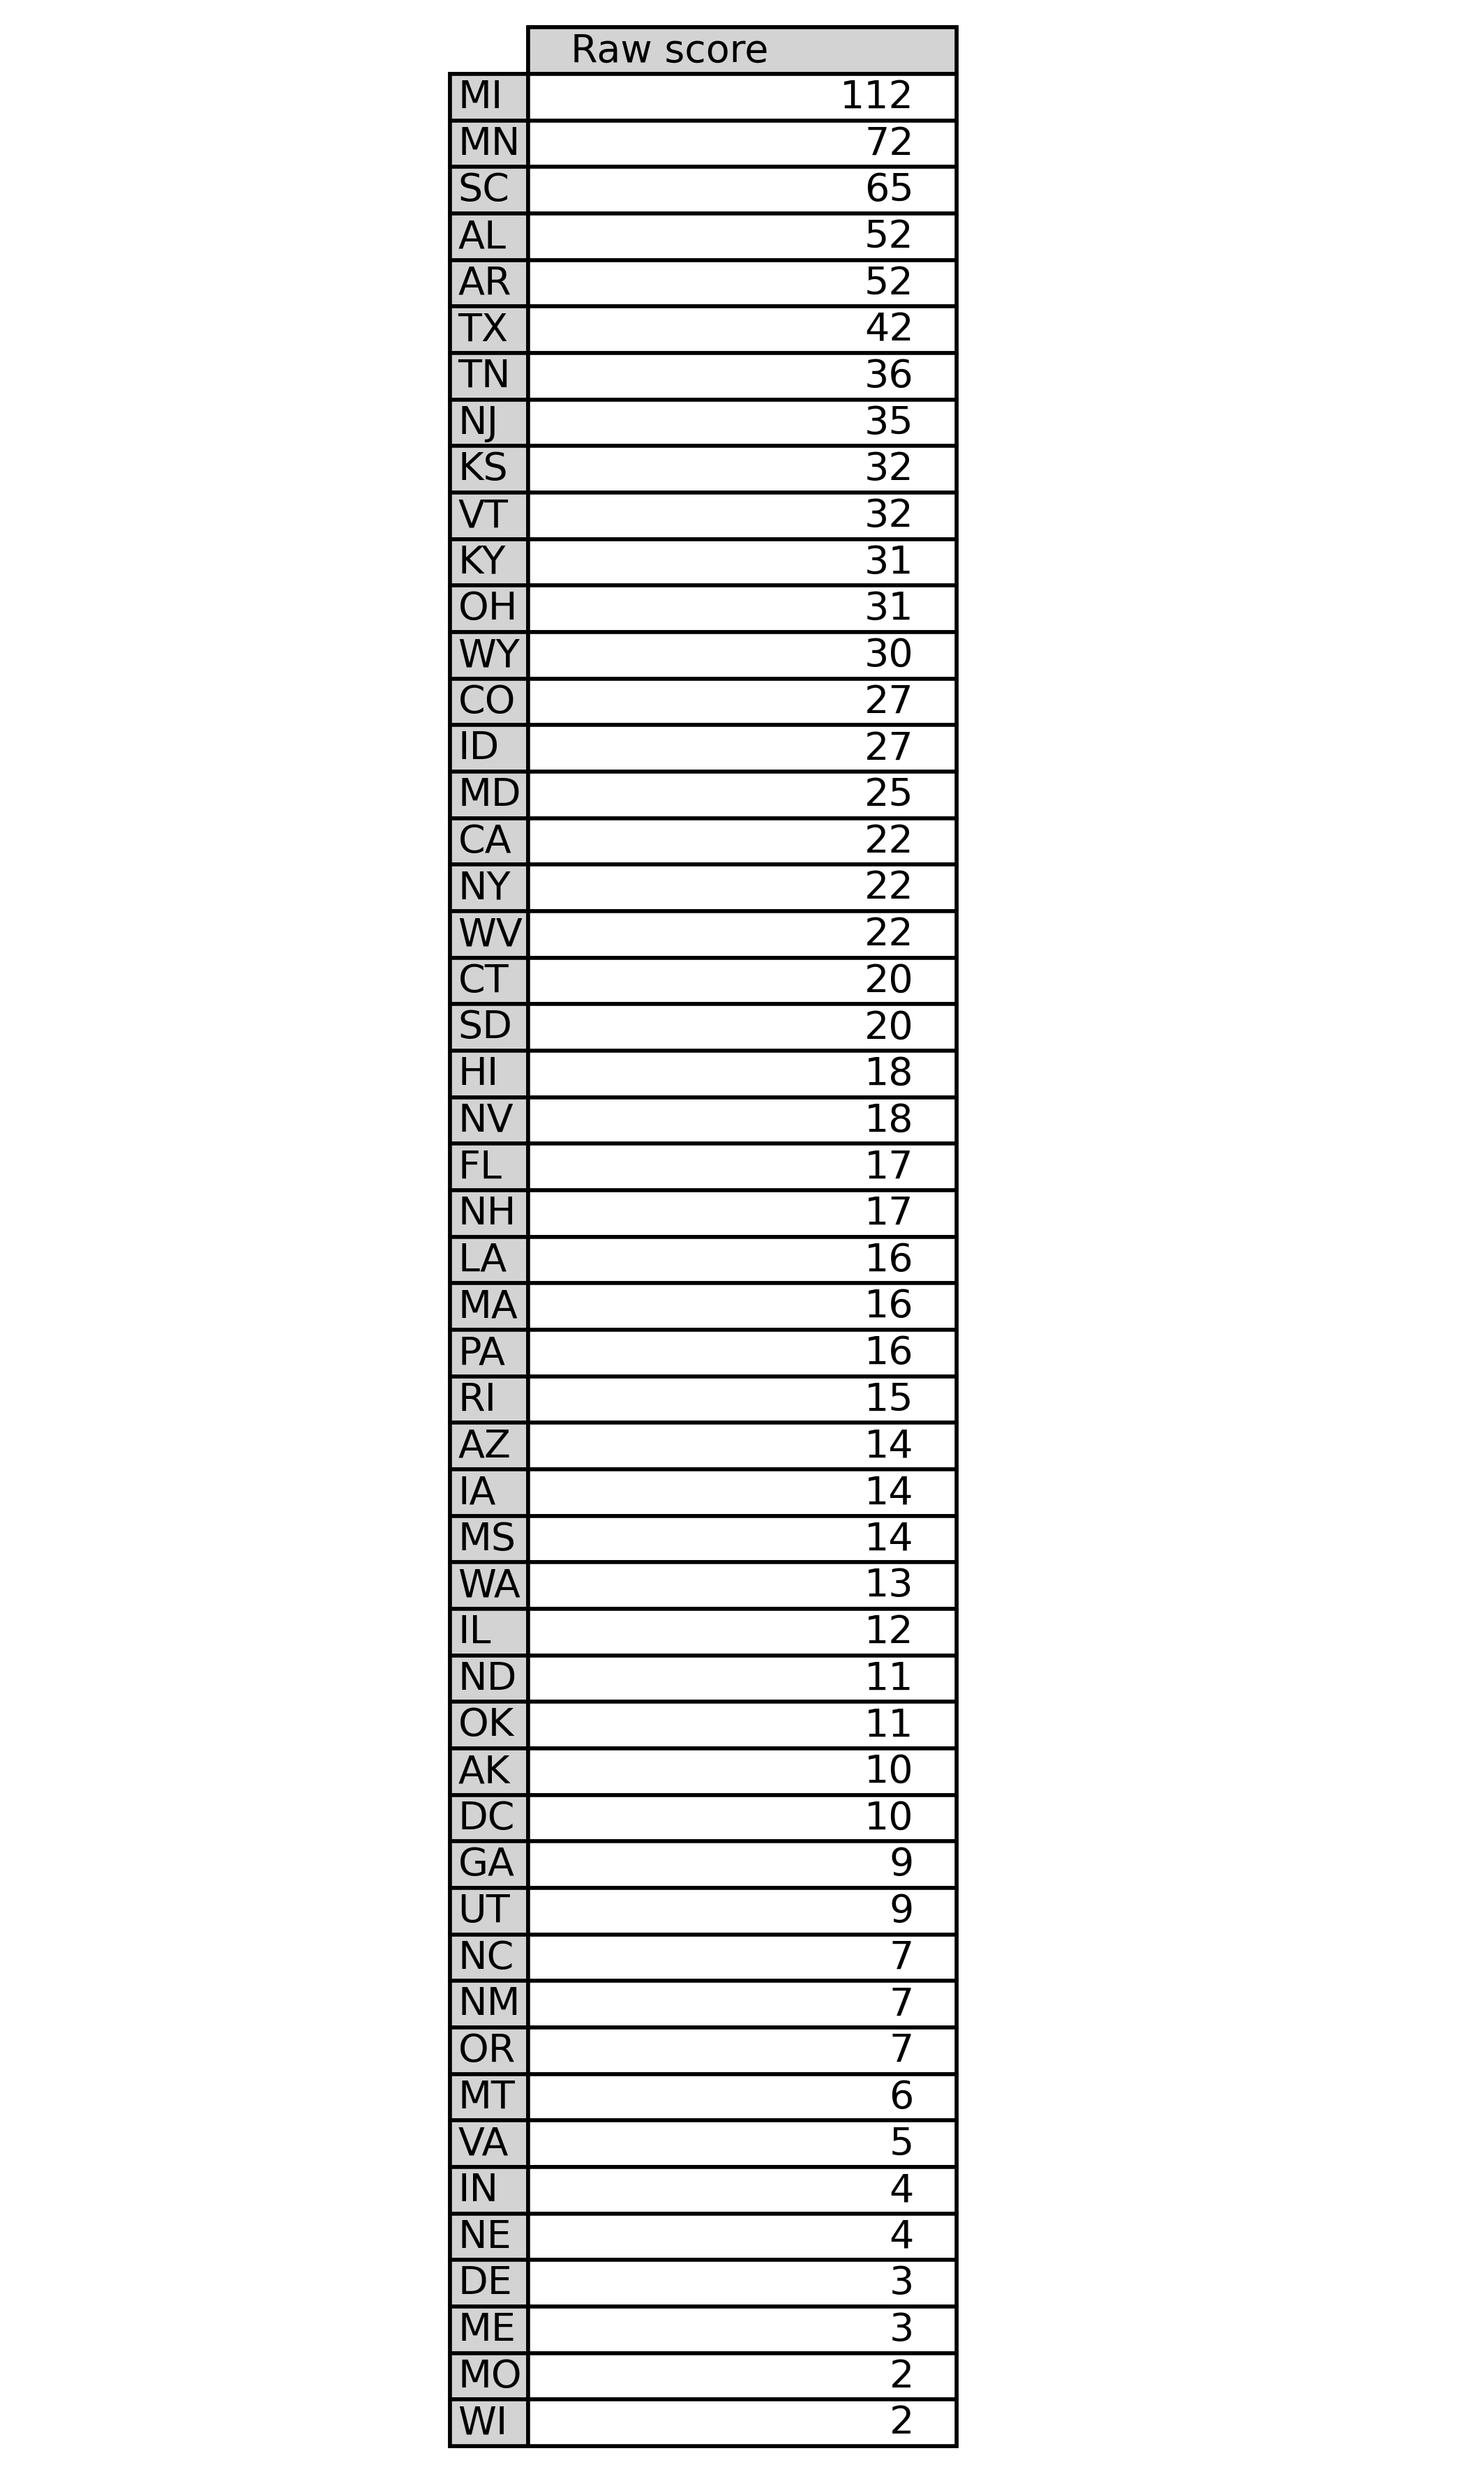 Raw score
MI 112
MN 72
SC 65
AL 52
AR 52
TX 42
TN 36
NJ 35
KS 32
VT 32
KY 31
OH 31
WY 30
CO 27
ID 27
MD 25
CA 22
NY 22
WV 22
CT 20
SD 20
HI 18
NV 18
FL 17
NH 17
LA 16
MA 16
PA 16
RI 15
AZ 14
IA 14
MS 14
WA 13
IL 12
ND 11
OK 11
AK 10
DC 10
GA 9
UT 9
NC 7
NM 7
OR 7
MT 6
VA 5
IN 4
NE 4
DE 3
ME 3
MO 2
WI 2